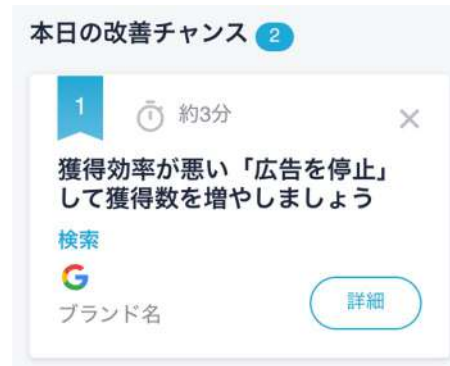 本日の改善チャンス 2
1
約3分
獲得効率が悪い「広告を停止」
して獲得数を増やしましょう
検索
G
ブランド名
詳細